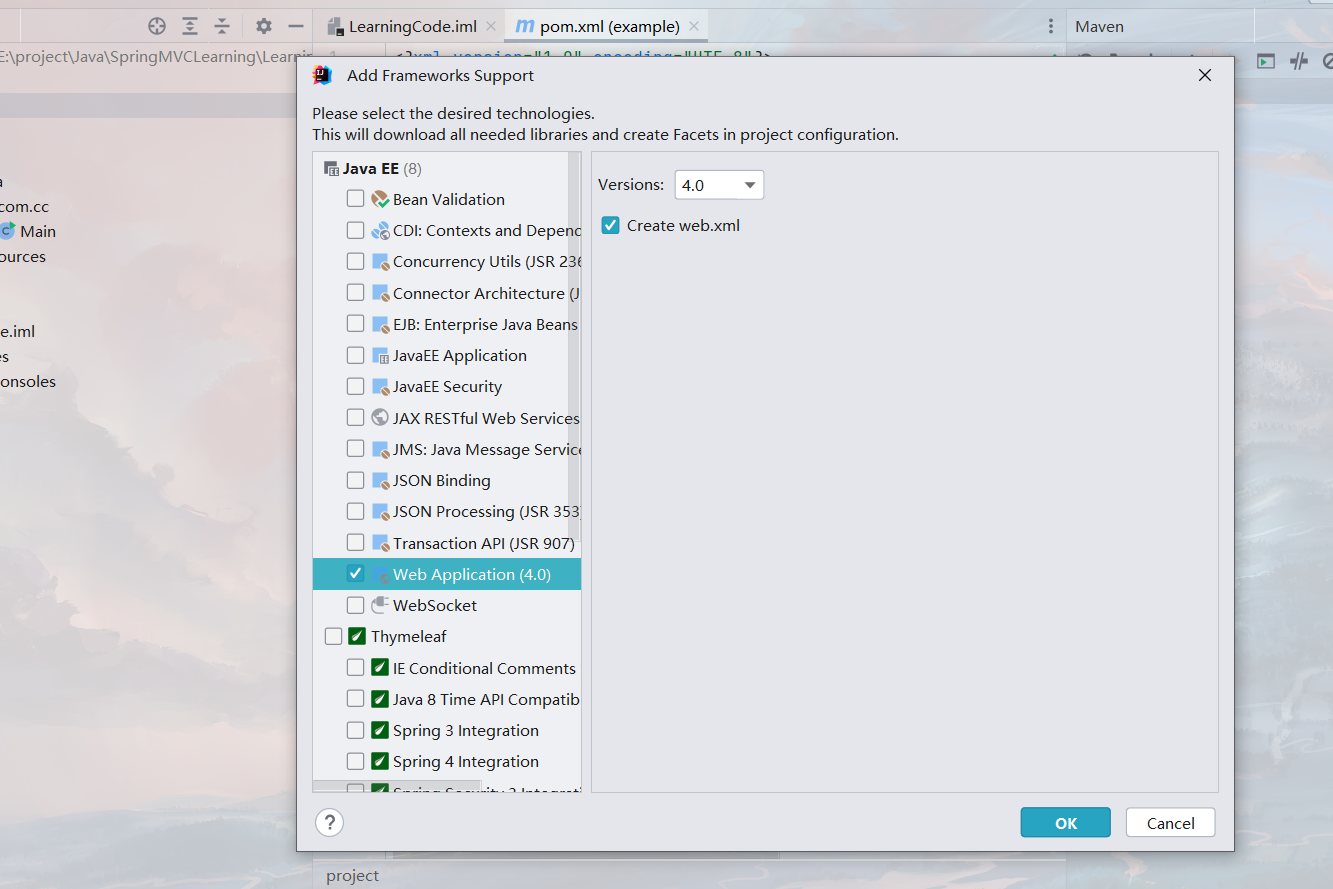 LearningCode.iml
pom.xml (example)
Maven
E:\project\Java\SpringMVCLearning\Learnin
1
<?xml version="1.0" encoding="UTF-8"?>
Add Frameworks Support
Please select the desired technologies.
This will download all needed libraries and create Facets in project configuration.
Java EE (8)
Versions: 4.0
Create web.xml
Bean Validation
CDI: Contexts and Depend
Concurrency Utils (JSR 236
Connector Architecture (J
EJB: Enterprise Java Beans
JavaEE Application
JavaEE Security
JAX RESTful Web Services
JMS: Java Message Service
JSON Binding
JSON Processing (JSR 353)
Transaction API (JSR 907)
Web Application (4.0)
WebSocket
Thymeleaf
IE Conditional Comments
Java 8 Time API Compatib
Spring 3 Integration
Spring 4 Integration
a
com.cc
Main
ources
e.iml
es
onsoles
?
OK
Cancel
project